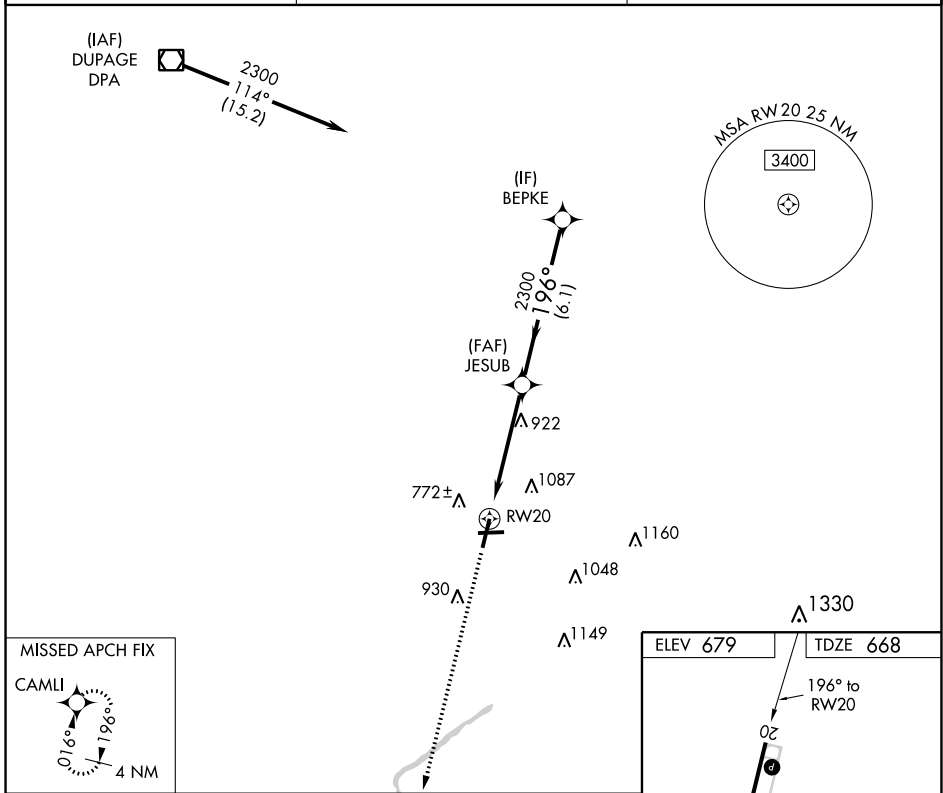 (IAF)
DUPAGE
DPA
2300
114°
(15.2)
MSA RW20 25 NM
3400
(IF)
BEPKE
2300
196°
(6.1)
(FAF)
JESUB
922
1087
772±
RW20
1160
1048
930
1149
1330
MISSED APCH FIX
CAMLI
016°
196°
4 NM
ELEV 679
TDZE 668
196° to
RW20
20
P